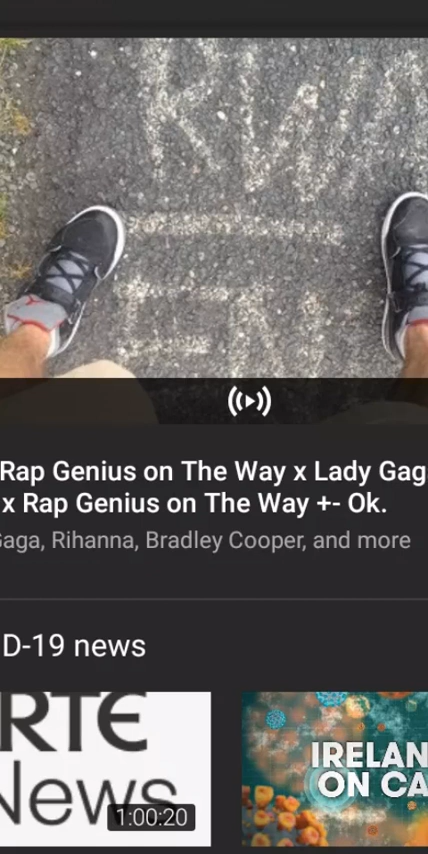 Rap Genius on The Way x Lady Gag
x Rap Genius on The Way +- Ok.
Gaga, Rihanna, Bradley Cooper, and more
D-19 news
RTÉ
News
1:00:20
IRELAN
ON CA